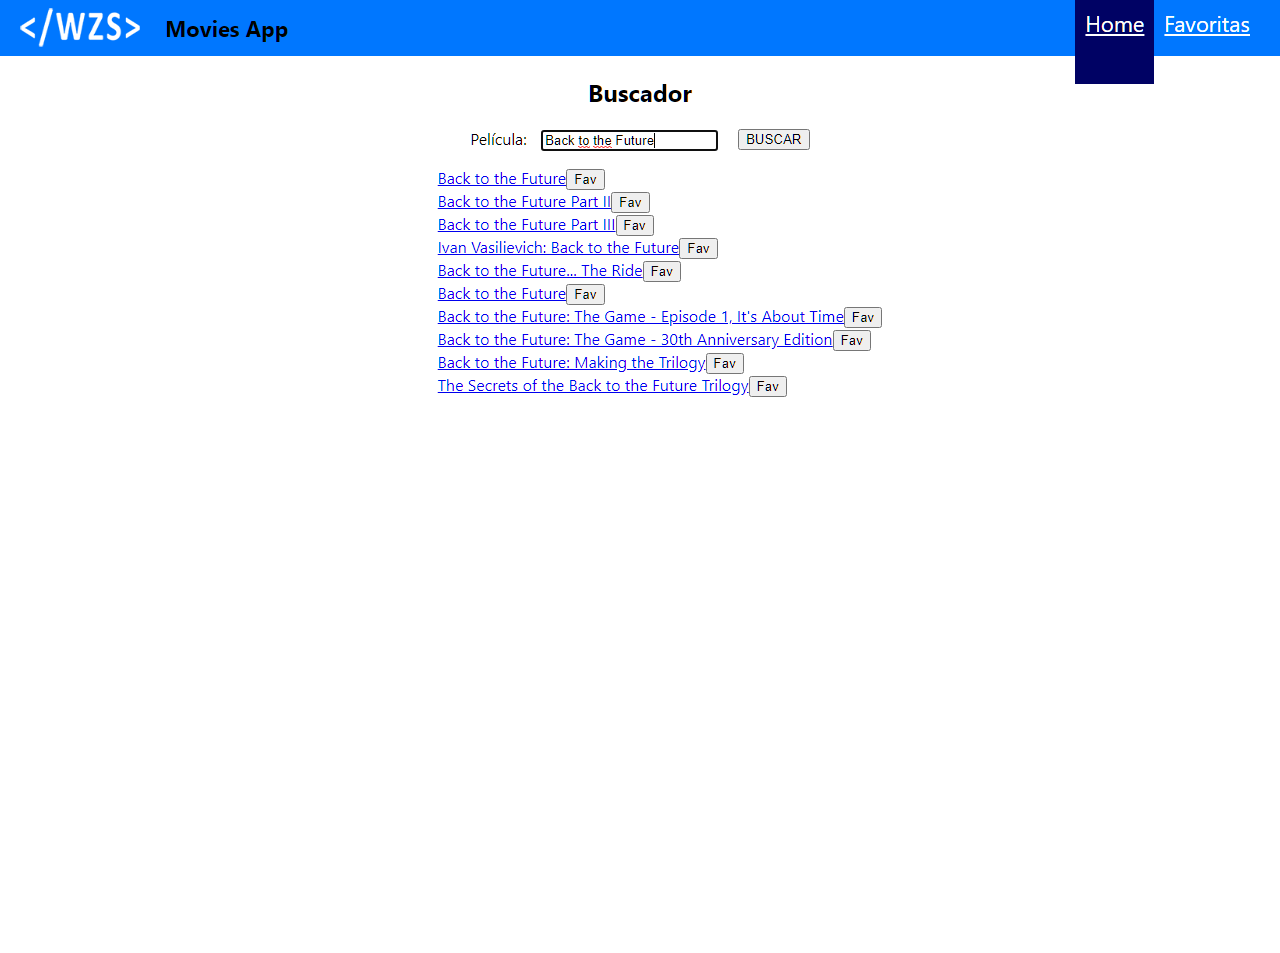 </WZS> Movies App Home Favoritas
Buscador
Película: Back to the Future BUSCAR
Back to the Future Fav
Back to the Future Part II Fav
Back to the Future Part III Fav
Ivan Vasilievich: Back to the Future Fav
Back to the Future... The Ride Fav
Back to the Future Fav
Back to the Future: The Game - Episode 1, It's About Time Fav
Back to the Future: The Game - 30th Anniversary Edition Fav
Back to the Future: Making the Trilogy Fav
The Secrets of the Back to the Future Trilogy Fav